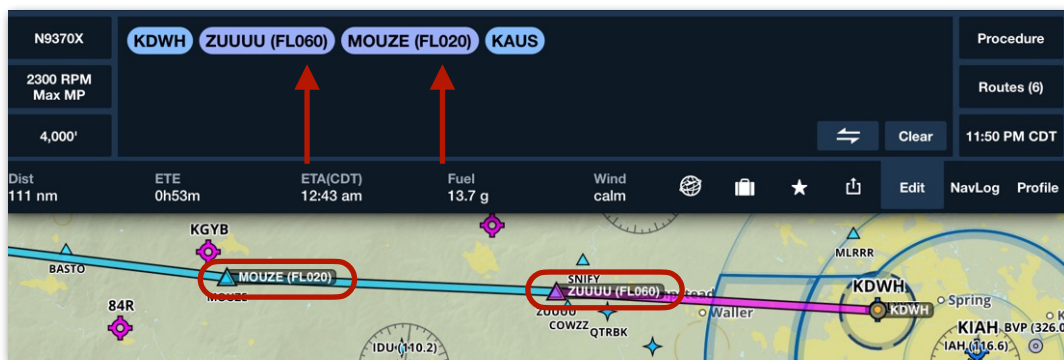 N9370X
KDWH ZUUUU (FL060) MOUZE (FL020) KAUS
Procedure
2300 RPM
Max MP
Routes (6)
4,000'
Clear
11:50 PM CDT
Dist
111 nm
ETE
0h53m
ETA(CDT)
12:43 am
Fuel
13.7 g
Wind
calm
Edit
NavLog
Profile
KGYB
BASTO
MOUZE (FL020)
MOUZE
84R
SNIFY
ZUUUU (FL060)
ZUUUU
COWZZ
QTRBK
Waller
MLRRR
KDWH
KDWH
Spring
KIAH
BVP (326.0
IAH (116.6)
IDU (110.2)